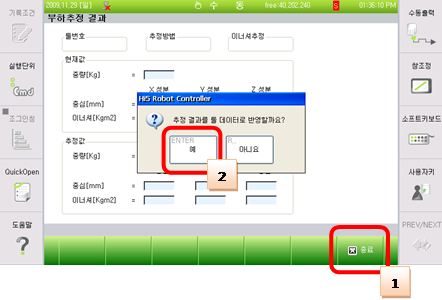 기록조건
2009,11,29 [일]
수
동
free:40,202,240
S
01:36:10 PM
수동출력
부하추정 결과
툴번호
추정방법
이너셔추정
실행단위
Cmd
현재값
중량[Kg] =
X 성분 Y 성분 Z 성분
중심[mm] =
이너셔[Kgm2] =
참조정
조그인칭
Hi5 Robot Controller
추정 결과를 툴 데이터로 반영할까요?
ENTER
예
R_
아니요
2
소프트키보드
추정값
중량[Kg] =
QuickOpen
중심[mm] =
이너셔[Kgm2] =
사용자키
도움말
PREV/NEXT
종료
1